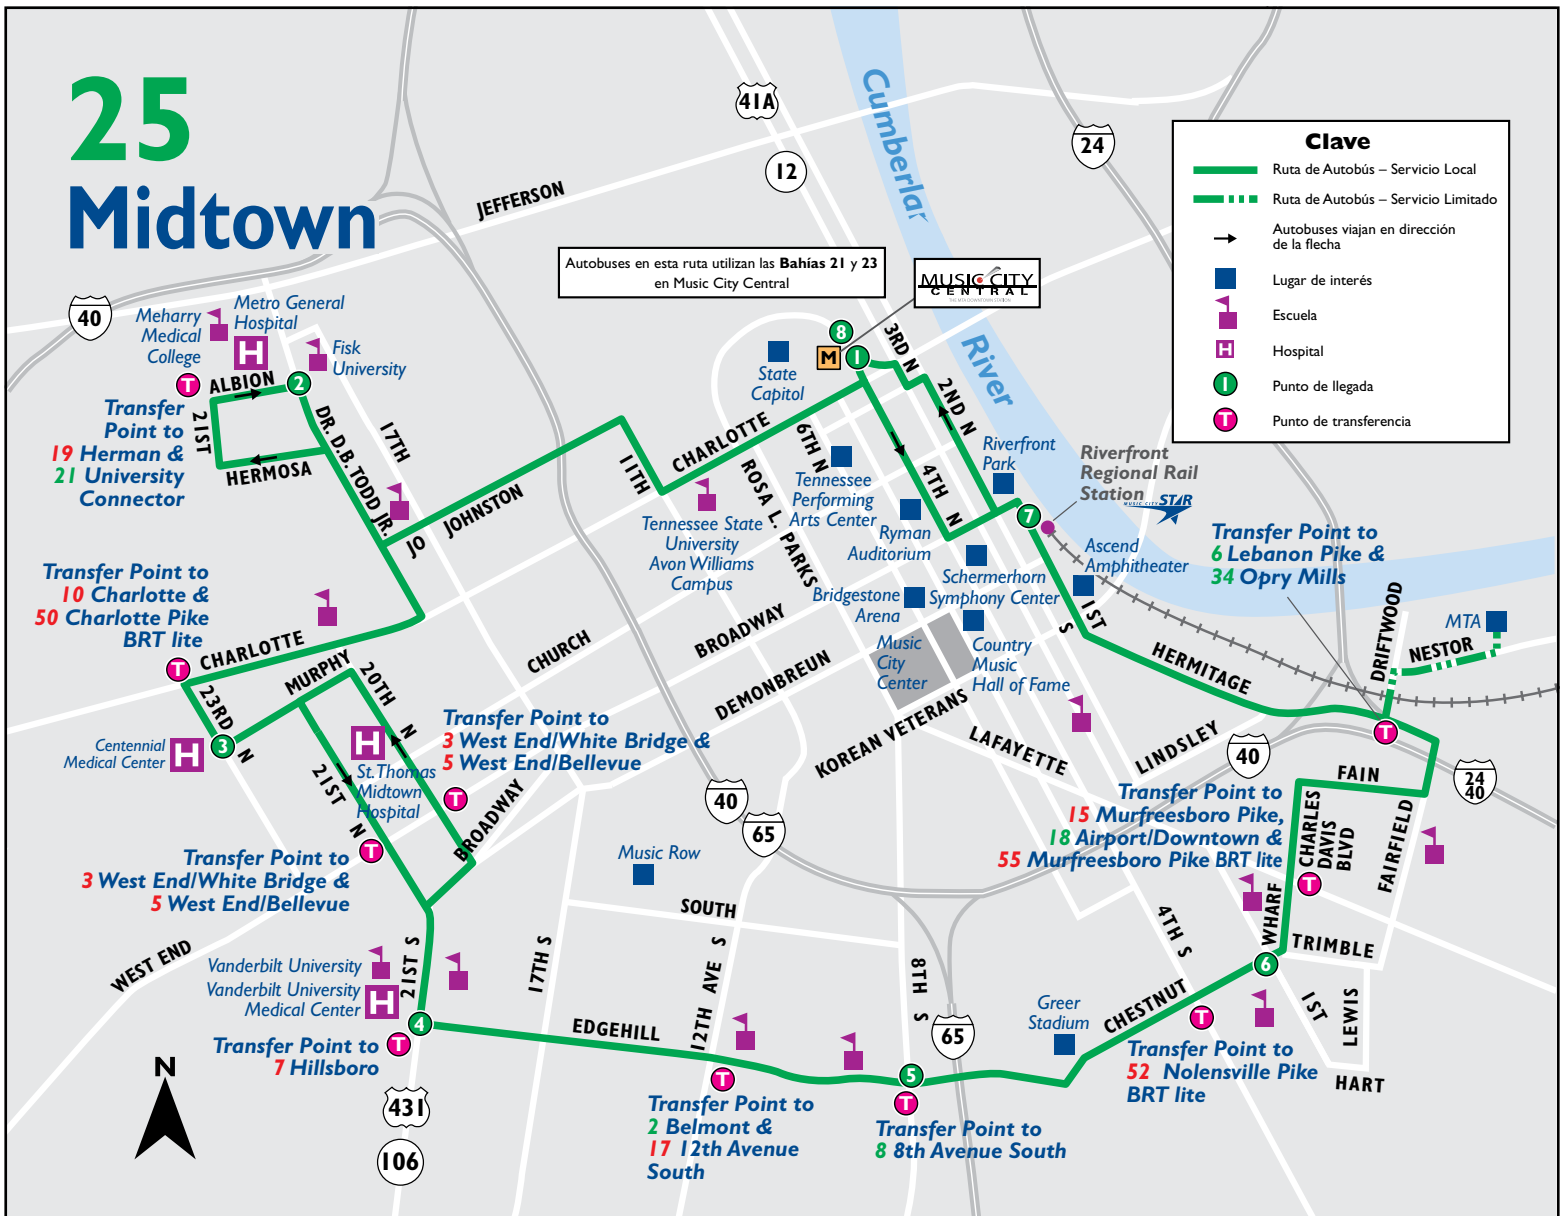 25
Midtown
41A
12
24
Cumberlar
River
Clave
Ruta de Autobús – Servicio Local
Ruta de Autobús – Servicio Limitado
Autobuses viajan en dirección
de la flecha
Lugar de interés
Escuela
H
Hospital
1
Punto de llegada
T
Punto de transferencia
JEFFERSON
Autobuses en esta ruta utilizan las Bahías 21 y 23
en Music City Central
MUSIC CITY
CENTRAL
40
Meharry
Medical
College
Metro General
Hospital
H
Fisk
University
T
ALBION
2
21ST
HERMOSA
DR. D.B. TODD JR.
17TH
Transfer
Point to
19 Herman &
21 University
Connector
8
M
1
State
Capitol
3RD N
2ND N
CHARLOTTE
6TH N
4TH N
11TH
JOHNSTON
JO
ROSA L. PARKS
Tennessee State
University
Avon Williams
Campus
Tennessee
Performing
Arts Center
Ryman
Auditorium
Riverfront
Park
Riverfront
Regional Rail
Station
MUSIC CITY STAR
7
Ascend
Amphitheater
Schermerhorn
Symphony Center
Bridgestone
Arena
Music
City
Center
Country
Music
Hall of Fame
1ST
S
Transfer Point to
6 Lebanon Pike &
34 Opry Mills
DRIFTWOOD
NESTOR
MTA
HERMITAGE
T
Transfer Point to
10 Charlotte &
50 Charlotte Pike
BRT lite
T
CHARLOTTE
MURPHY
20TH N
23RD N
3
Centennial
Medical Center
H
H
St.Thomas
Midtown
Hospital
21ST N
CHURCH
BROADWAY
DEMONBREUN
KOREAN VETERANS
LAFAYETTE
LINDSLEY
40
24
40
FAIN
Transfer Point to
3 West End/White Bridge &
5 West End/Bellevue
T
BROADWAY
40
65
Transfer Point to
15 Murfreesboro Pike,
18 Airport/Downtown &
55 Murfreesboro Pike BRT lite
CHARLES
DAVIS
BLVD
FAIRFIELD
T
T
Transfer Point to
3 West End/White Bridge &
5 West End/Bellevue
Music Row
SOUTH
WEST END
21ST S
17TH S
12TH AVE S
8TH S
4TH S
WHARF
TRIMBLE
6
1ST
LEWIS
HART
Vanderbilt University
Vanderbilt University
Medical Center
H
4
T
Transfer Point to
7 Hillsboro
EDGEHILL
65
5
Greer
Stadium
CHESTNUT
T
Transfer Point to
52 Nolensville Pike
BRT lite
N
431
106
T
Transfer Point to
2 Belmont &
17 12th Avenue
South
T
Transfer Point to
8 8th Avenue South